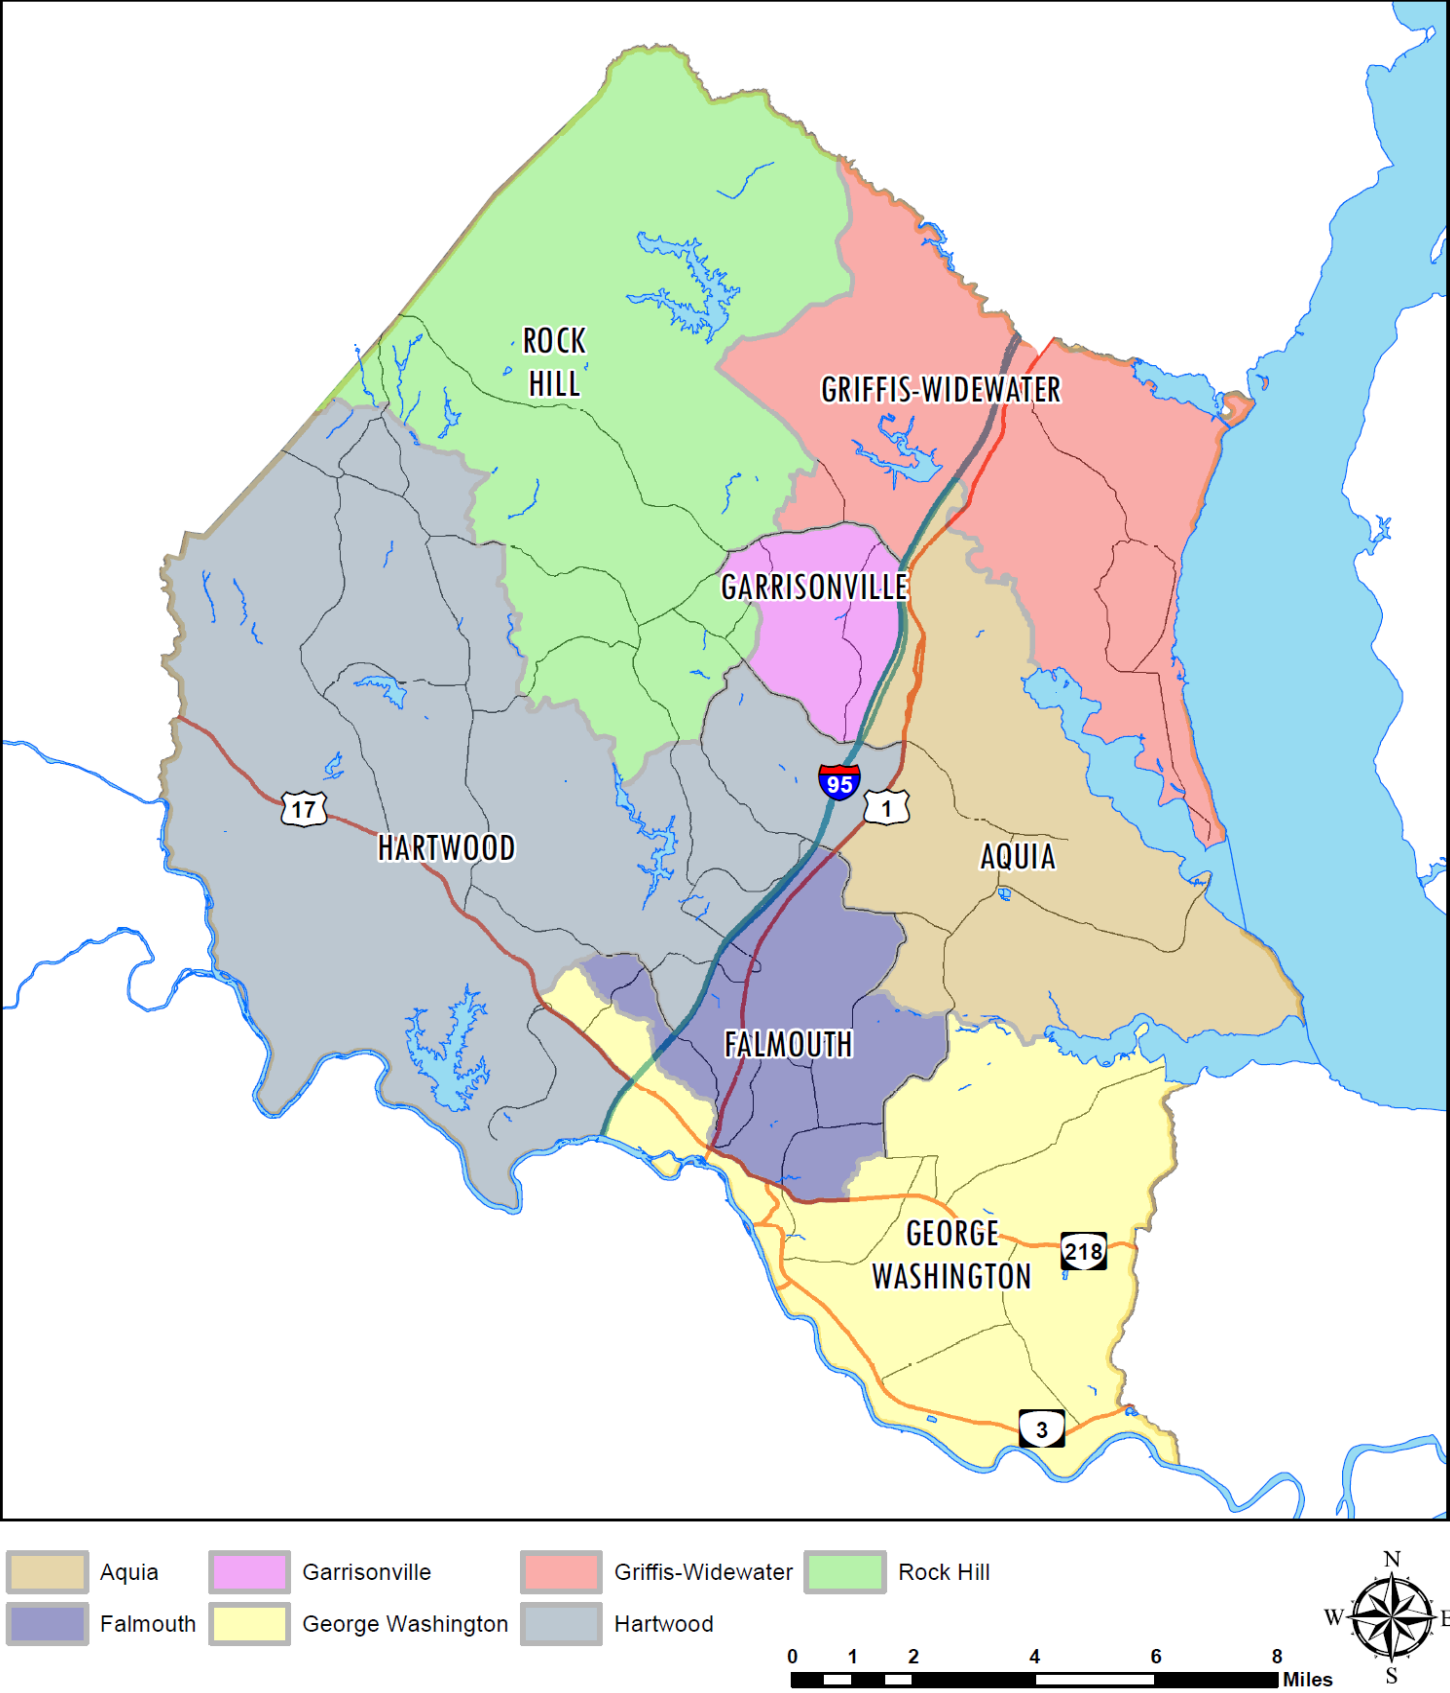 ROCK
HILL
GRIFFIS-WIDEWATER
GARRISONVILLE
95
17
1
HARTWOOD
AQUIA
FALMOUTH
GEORGE
WASHINGTON
218
3
Aquia
Garrisonville
Griffis-Widewater
Rock Hill
Falmouth
George Washington
Hartwood
N
W
E
S
0 1 2 4 6 8
Miles